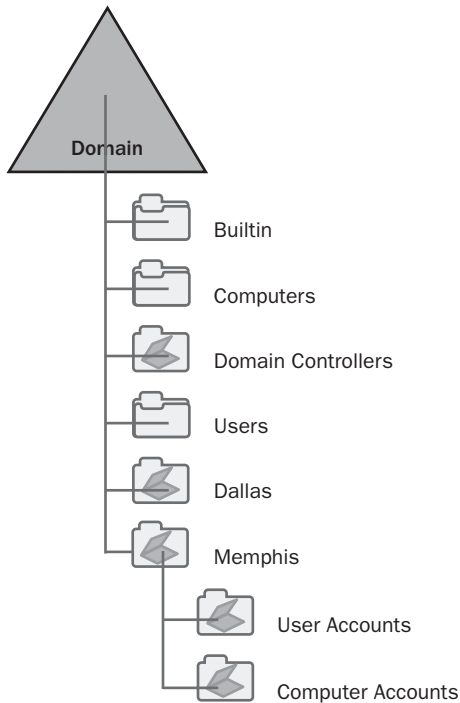 Domain
Builtin
Computers
Domain Controllers
Users
Dallas
Memphis
User Accounts
Computer Accounts